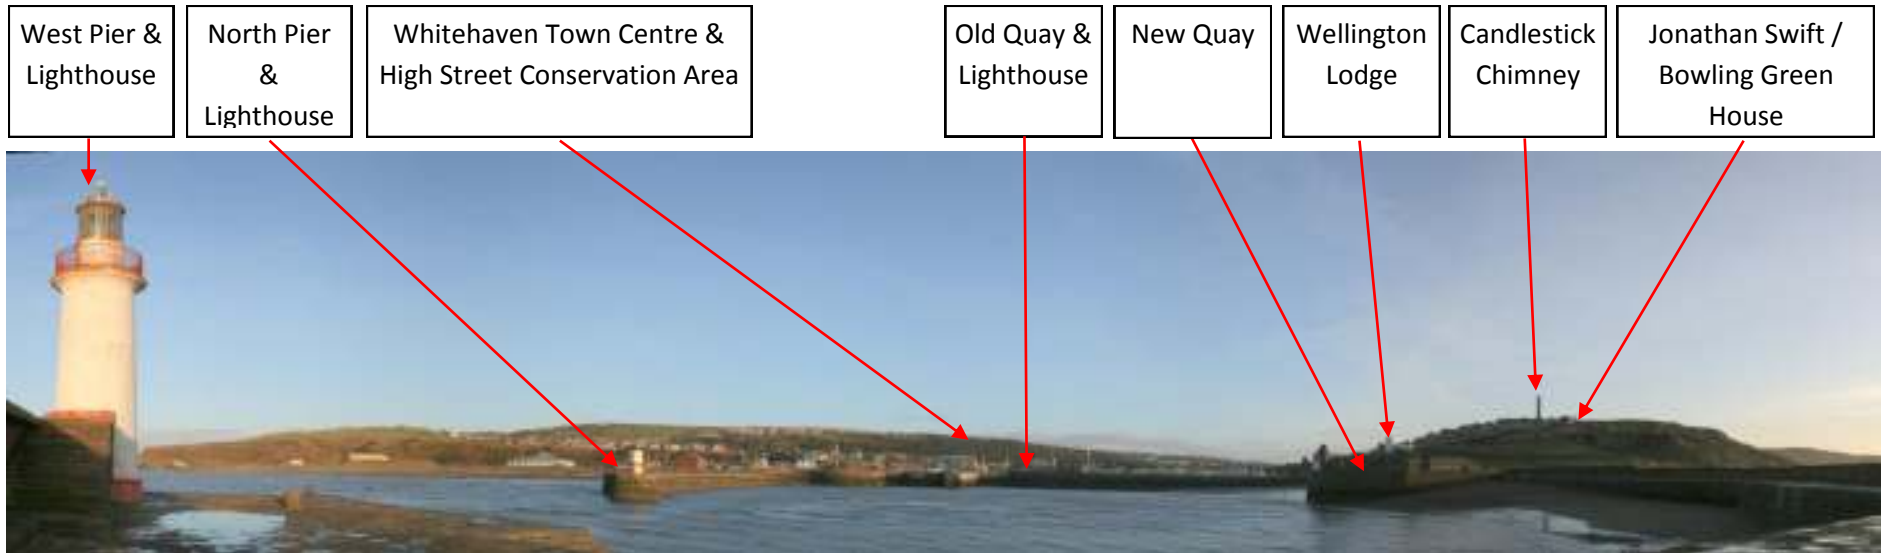 West Pier &
Lighthouse
North Pier
&
Lighthouse
Whitehaven Town Centre &
High Street Conservation Area
Old Quay &
Lighthouse
New Quay
Wellington
Lodge
Candlestick
Chimney
Jonathan Swift /
Bowling Green
House